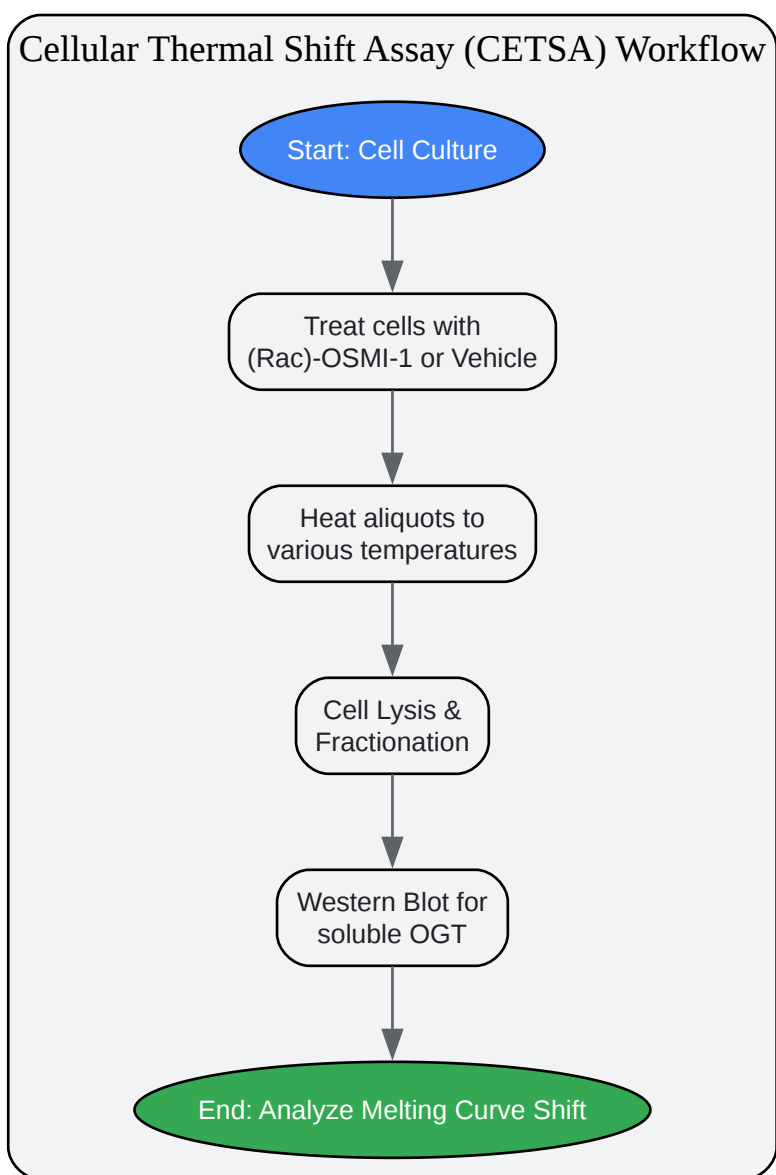 Cellular Thermal Shift Assay (CETSA) Workflow
Start: Cell Culture
Treat cells with
(Rac)-OSMI-1 or Vehicle
Heat aliquots to
various temperatures
Cell Lysis &
Fractionation
Western Blot for
soluble OGT
End: Analyze Melting Curve Shift